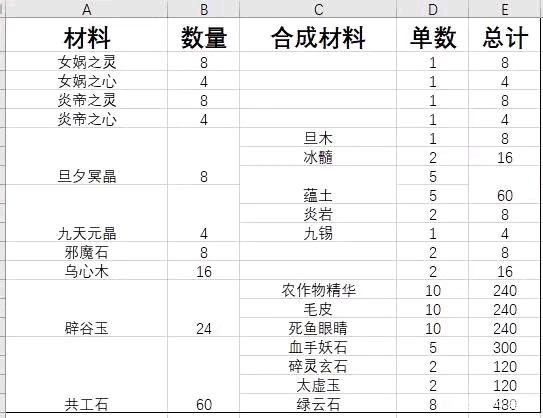 A B C D E
材料 数量 合成材料 单数 总计
女娲之灵 8 1 8
女娲之心 4 1 4
炎帝之灵 8 1 8
炎帝之心 4 1 4
旦木 1 8
冰髓 2 16
旦夕冥晶 8 5
蕴土 5 60
炎岩 2 8
九天元晶 4 九锡 1 4
邪魔石 8 2 8
乌心木 16 2 16
农作物精华 10 240
毛皮 10 240
辟谷玉 24 死鱼眼睛 10 240
血手妖石 5 300
碎灵玄石 2 120
太虚玉 2 120
共工石 60 绿云石 8 480